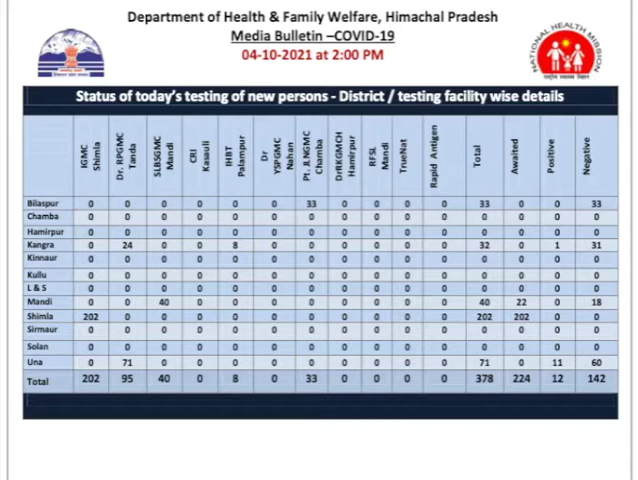 Department of Health & Family Welfare, Himachal Pradesh
Media Bulletin –COVID-19
04-10-2021 at 2:00 PM
NATIONAL HEALTH MISSION
राष्ट्रीय स्वास्थ्य मिशन
Status of today's testing of new persons - District / testing facility wise details
IGMC Shimla Dr. RPGMC Tanda SLBSGMC Mandi CRI Kasauli IHBT Palampur Dr YSPGMC Nahan Pt. JLNGMC Chamba DrRKGMCH Hamirpur RFSL Mandi TrueNat Rapid Antigen Total Awaited Positive Negative
Bilaspur 0 0 0 0 0 0 33 0 0 0 0 33 0 0 33
Chamba 0 0 0 0 0 0 0 0 0 0 0 0 0 0 0
Hamirpur 0 0 0 0 0 0 0 0 0 0 0 0 0 0 0
Kangra 0 24 0 0 8 0 0 0 0 0 0 32 0 1 31
Kinnaur 0 0 0 0 0 0 0 0 0 0 0 0 0 0 0
Kullu 0 0 0 0 0 0 0 0 0 0 0 0 0 0 0
L & S 0 0 0 0 0 0 0 0 0 0 0 0 0 0 0
Mandi 0 0 40 0 0 0 0 0 0 0 0 40 22 0 18
Shimla 202 0 0 0 0 0 0 0 0 0 0 202 202 0 0
Sirmaur 0 0 0 0 0 0 0 0 0 0 0 0 0 0 0
Solan 0 0 0 0 0 0 0 0 0 0 0 0 0 0 0
Una 0 71 0 0 0 0 0 0 0 0 0 71 0 11 60
Total 202 95 40 0 8 0 33 0 0 0 0 378 224 12 142